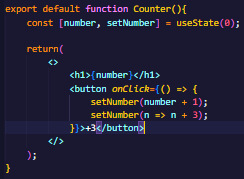 export default function Counter(){
    const [number, setNumber] = useState(0);

    return(
        <>
            <h1>{number}</h1>
            <button onClick={() => {
                setNumber(number + 1);
                setNumber(n => n + 3);
            }}>+3</button>
        </>
    );
}